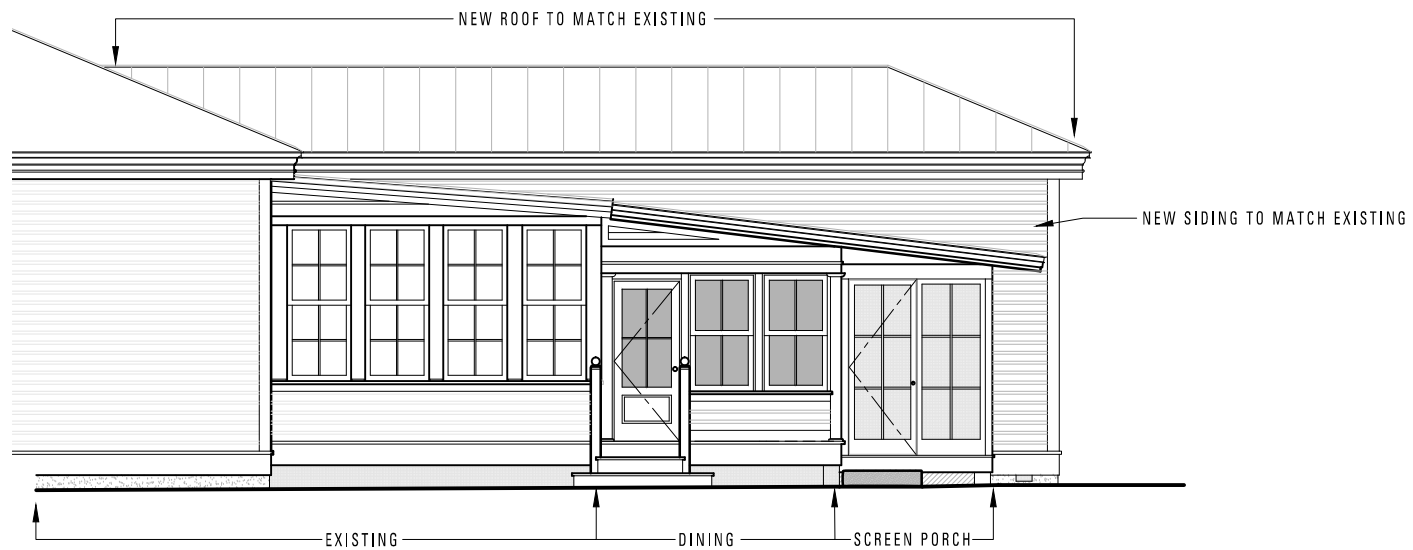 NEW ROOF TO MATCH EXISTING
NEW SIDING TO MATCH EXISTING
EXISTING
DINING
SCREEN PORCH